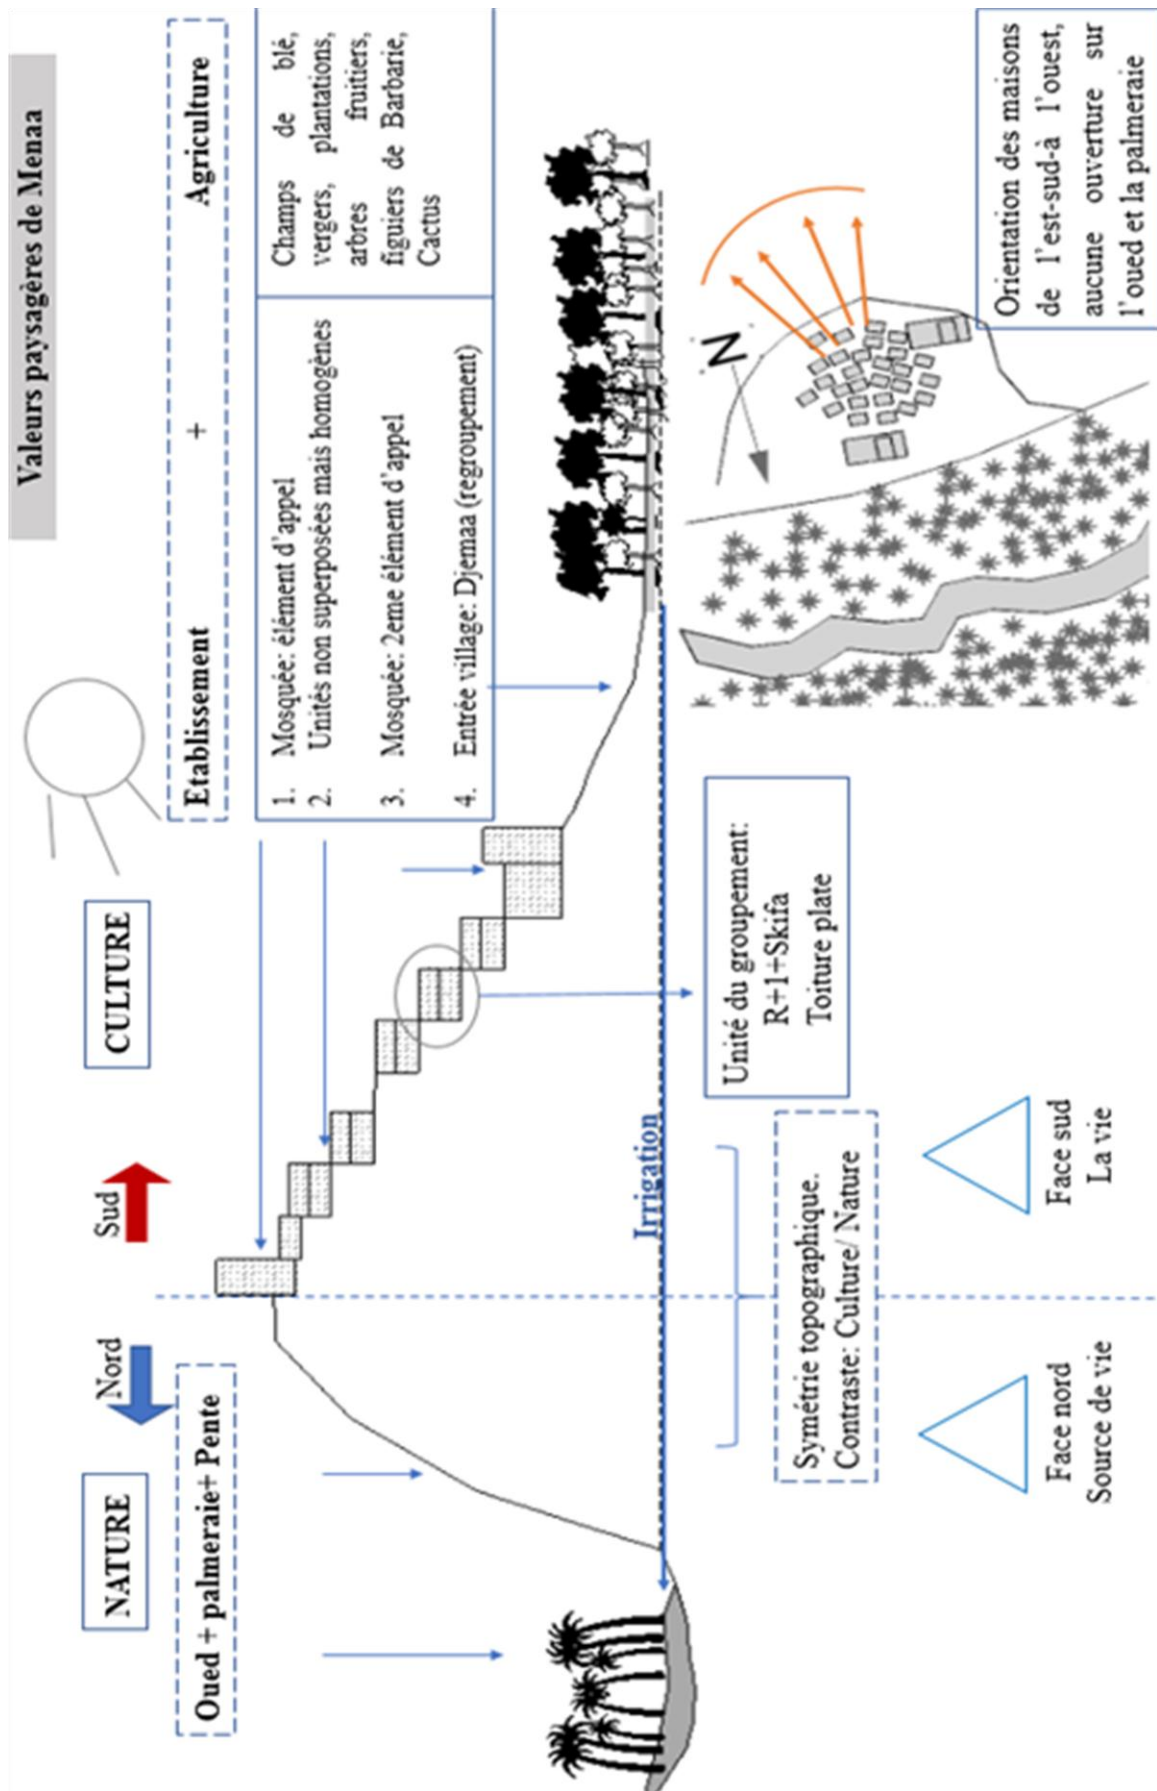 Valeurs paysagères de Menaa
NATURE
Nord
Sud
CULTURE
Oued + palmeraie+ Pente
Etablissement + Agriculture
1. Mosquée: élément d'appel
2. Unités non superposées mais homogènes
3. Mosquée: 2eme élément d'appel
4. Entrée village: Djemaa (regroupement)
Champs de blé,
vergers, plantations,
arbres fruitiers,
figuiers de Barbarie,
Cactus
Irrigation
Unité du groupement:
R+1+Skifa
Toiture plate
N
Symétrie topographique.
Contraste: Culture/ Nature
Face nord
Source de vie
Face sud
La vie
Orientation des maisons
de l'est-sud-à l'ouest,
aucune ouverture sur
l'oued et la palmeraie